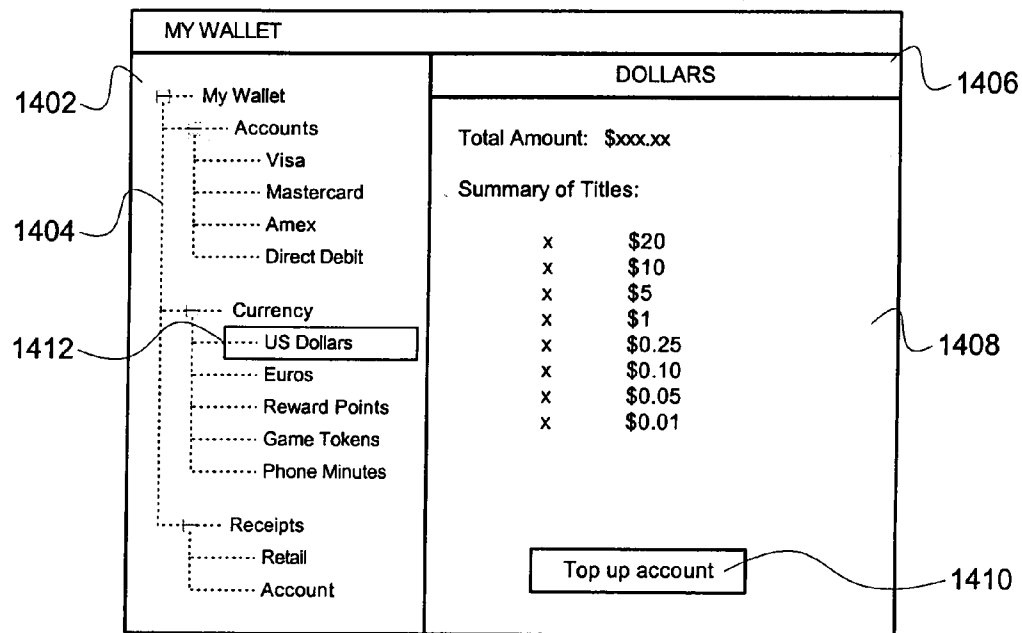 MY WALLET
1402
My Wallet
Accounts
Visa
Mastercard
Amex
Direct Debit
1404
Currency
US Dollars
1412
Euros
Reward Points
Game Tokens
Phone Minutes
Receipts
Retail
Account
DOLLARS
1406
Total Amount: $xxx.xx
Summary of Titles:
x $20
x $10
x $5
x $1
x $0.25
x $0.10
x $0.05
x $0.01
1408
Top up account
1410